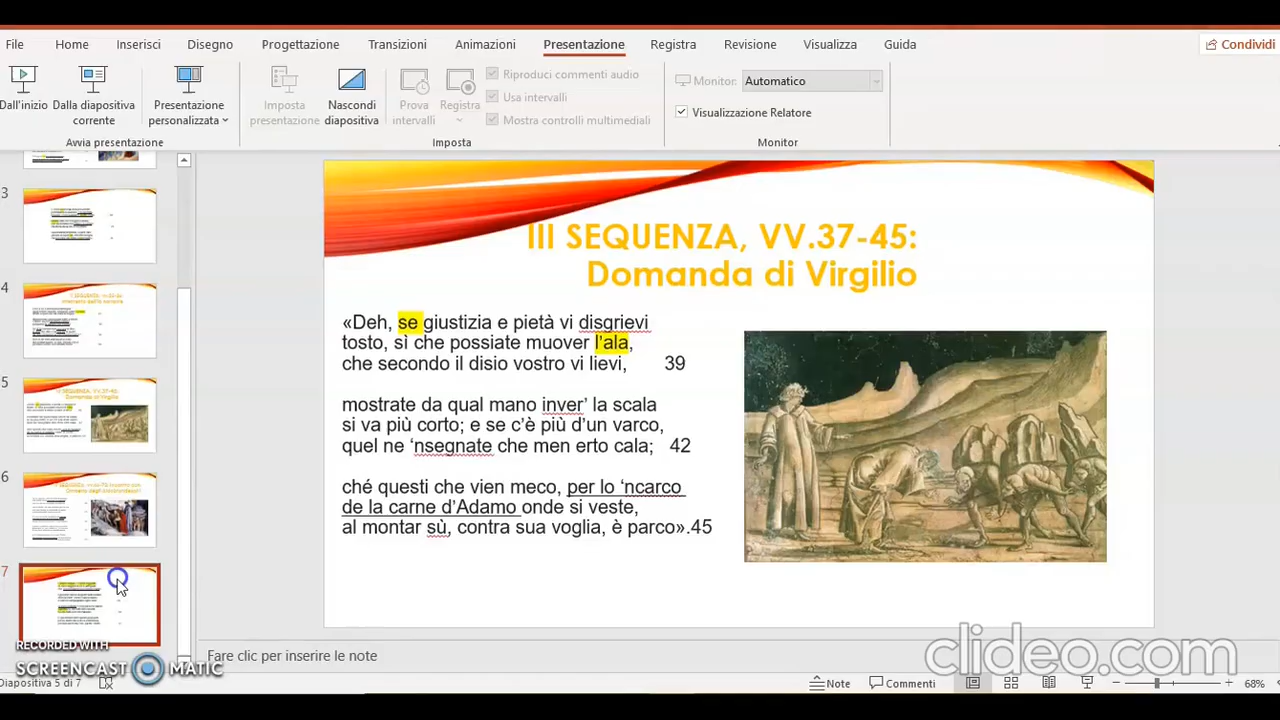 File Home Inserisci Disegno Progettazione Transizioni Animazioni Presentazione Registra Revisione Visualizza Guida Condividi
Dall'inizio
Dalla diapositiva corrente
Presentazione personalizzata
Imposta presentazione
Nascondi diapositiva
Prova intervalli
Registra
Riproduci commenti audio
Usa intervalli
Mostra controlli multimediali
Monitor: Automatico
Visualizzazione Relatore
Avvia presentazione Imposta Monitor
3
4
5
6
7
III SEQUENZA, VV.37-45:
Domanda di Virgilio
«Deh, se giustizia e pietà vi disgrievi
tosto, sì che possiate muover l'ala,
che secondo il disio vostro vi lievi, 39
mostrate da qual mano inver' la scala
si va più corto; e se c'è più d'un varco,
quel ne 'nsegnate che men erto cala; 42
ché questi che vien meco, per lo 'ncarco
de la carne d'Adamo onde si veste,
al montar sù, contra sua voglia, è parco».45
Fare clic per inserire le note
RECORDED WITH
SCREENCAST MATIC
clideo.com
Diapositiva 5 di 7 Note Commenti 68%